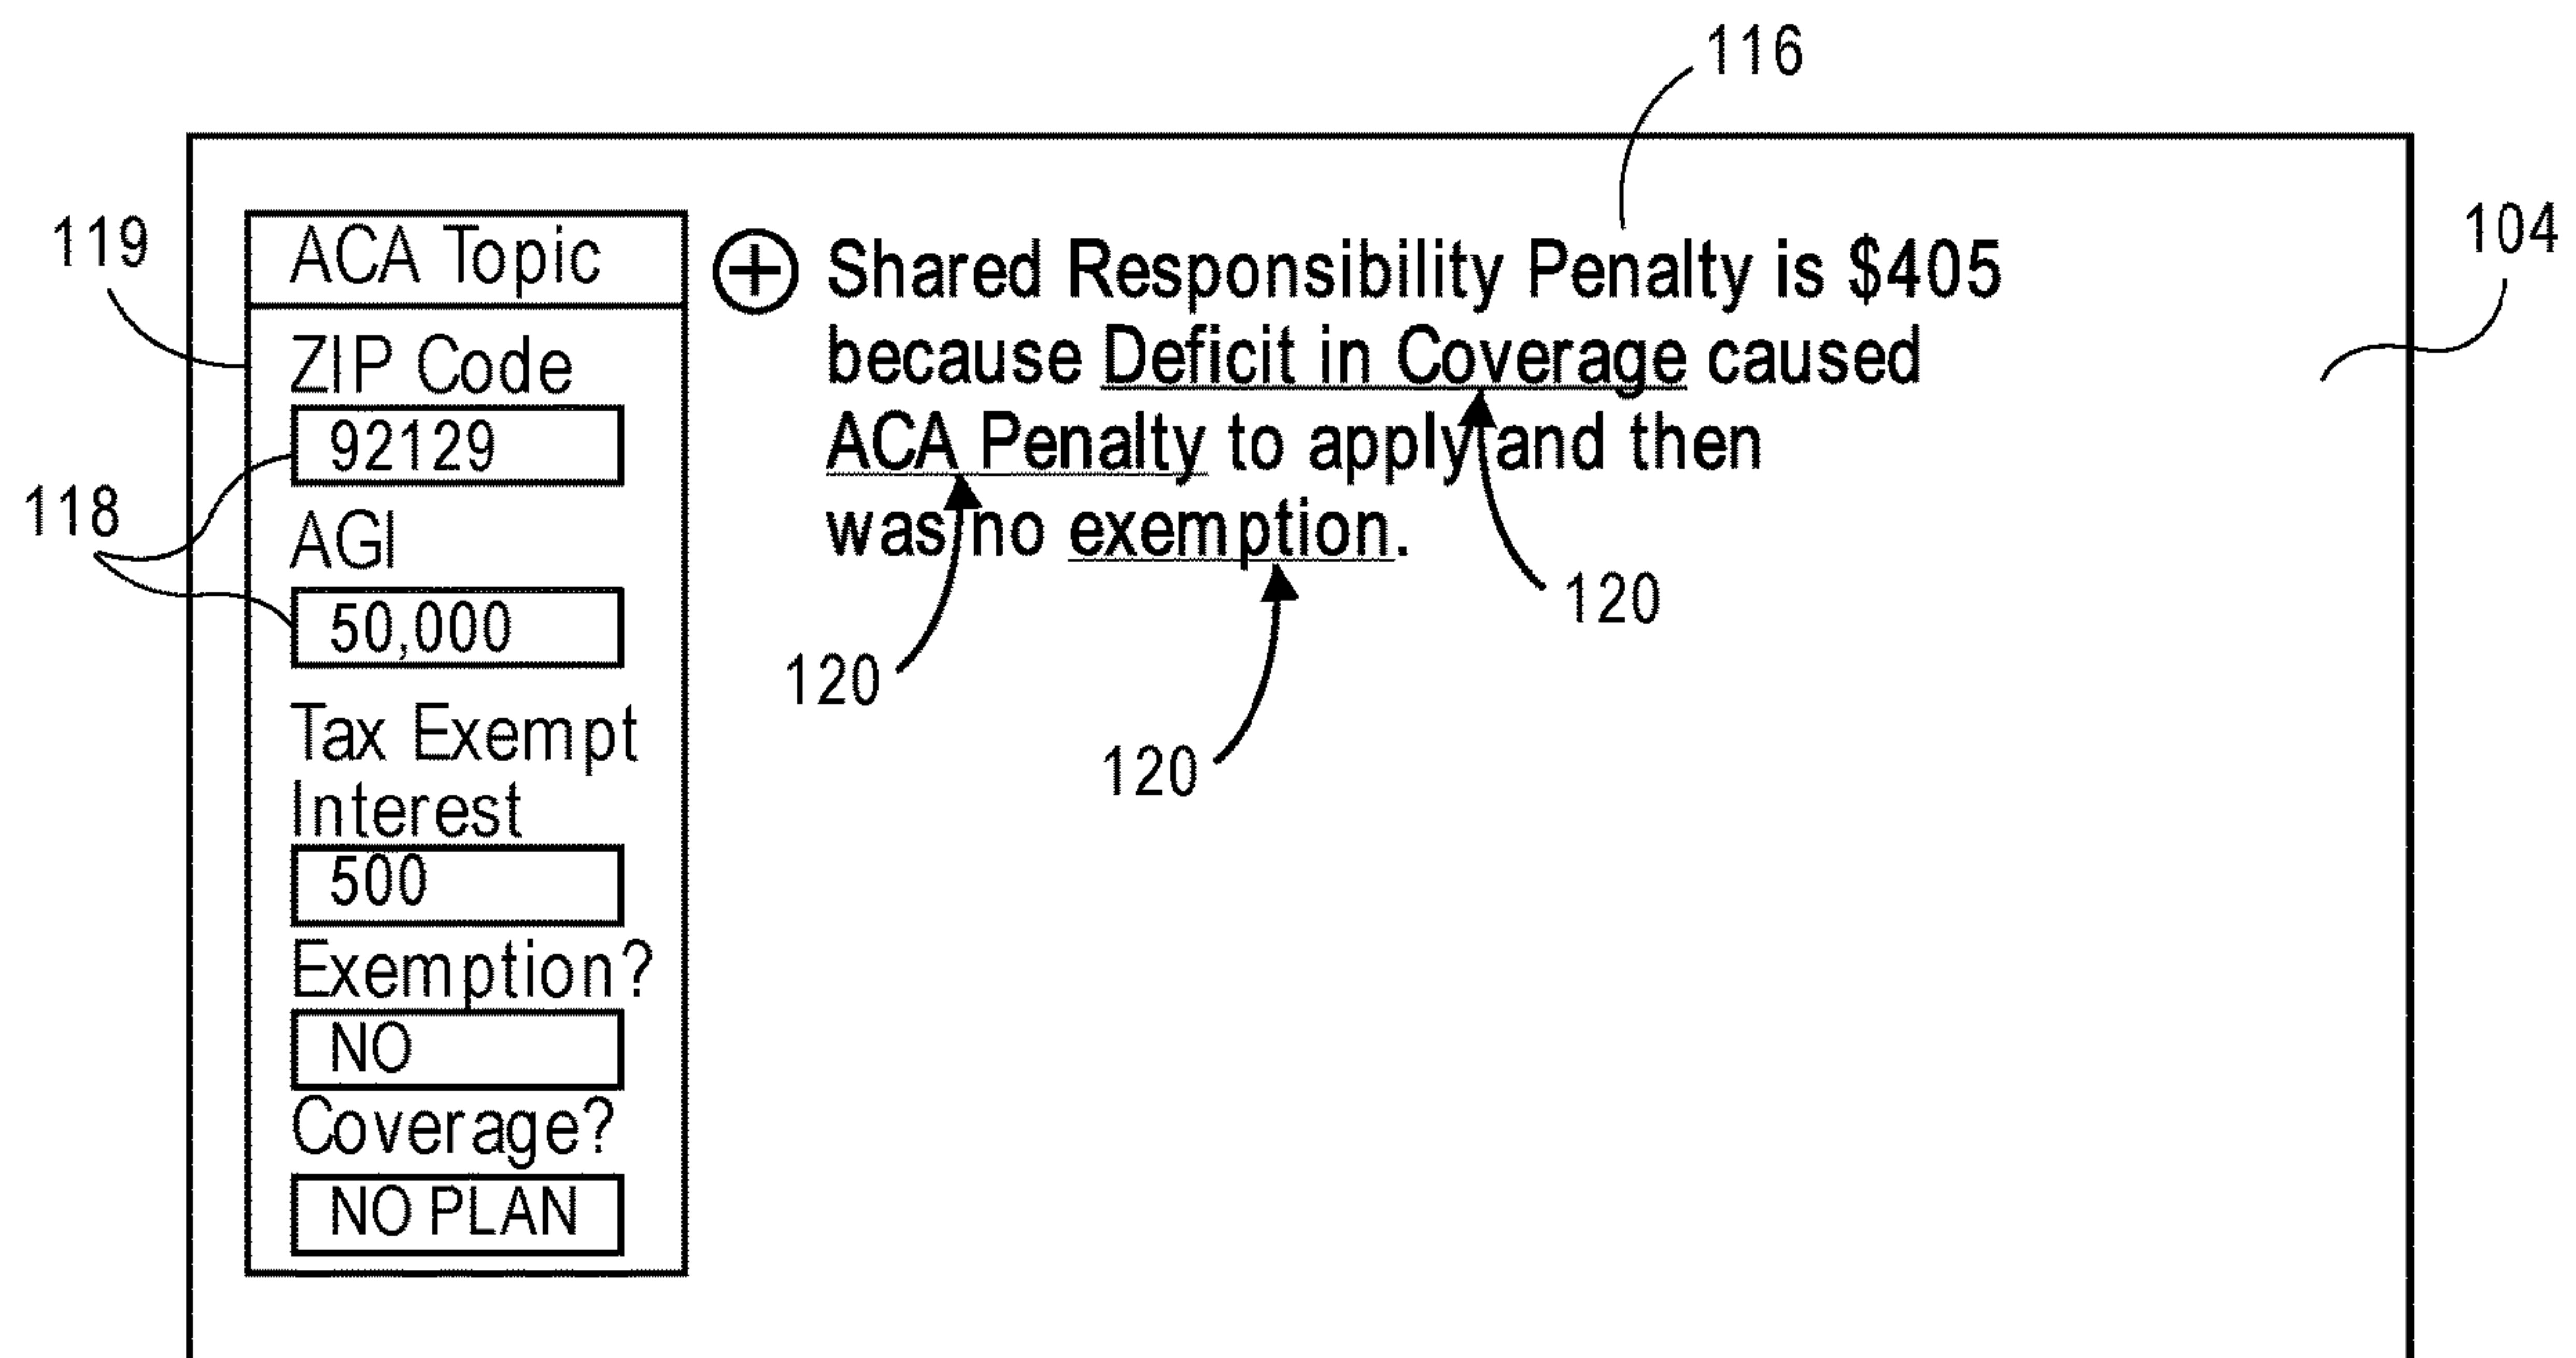 116
119
104
ACA Topic
ZIP Code
92129
118
AGI
50,000
Tax Exempt
Interest
500
Exemption?
NO
Coverage?
NO PLAN
Shared Responsibility Penalty is $405
because Deficit in Coverage caused
ACA Penalty to apply and then
was no exemption.
120
120
120